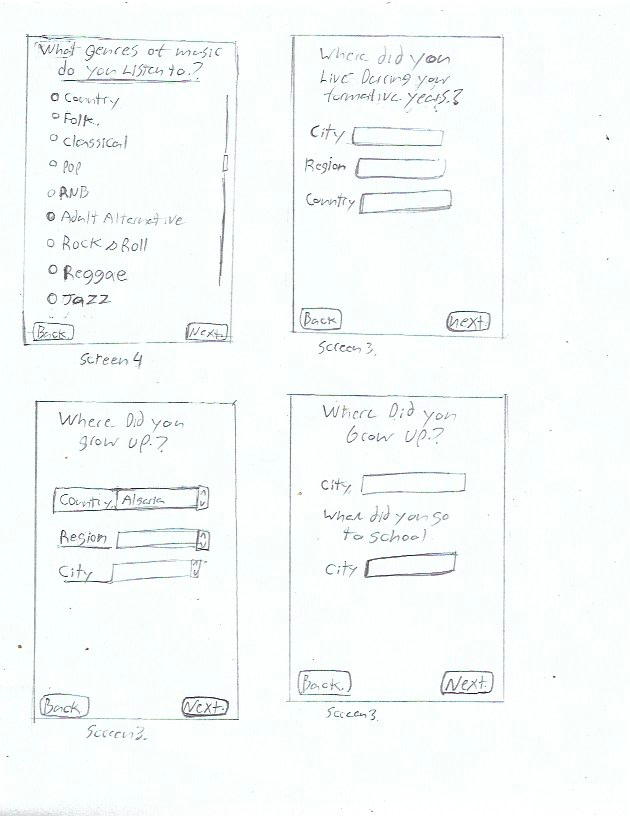 What genres of music
do you Listen to.?
Country
Folk.
Classical
POP
RNB
Adult Alternative
Rock & Roll
Reggae
Jazz
Back.
Next.
Screen 4
Where did you
Live During your
formative years.?
City
Region
Country
Back
next.
Screen 3.
Where Did you
grow up.?
Country Algeria
Region
City
Back
Next.
Screen 3.
Where Did you
Grow up.?
City,
When did you go
to school
City
Back.
Next.
Screen 3.